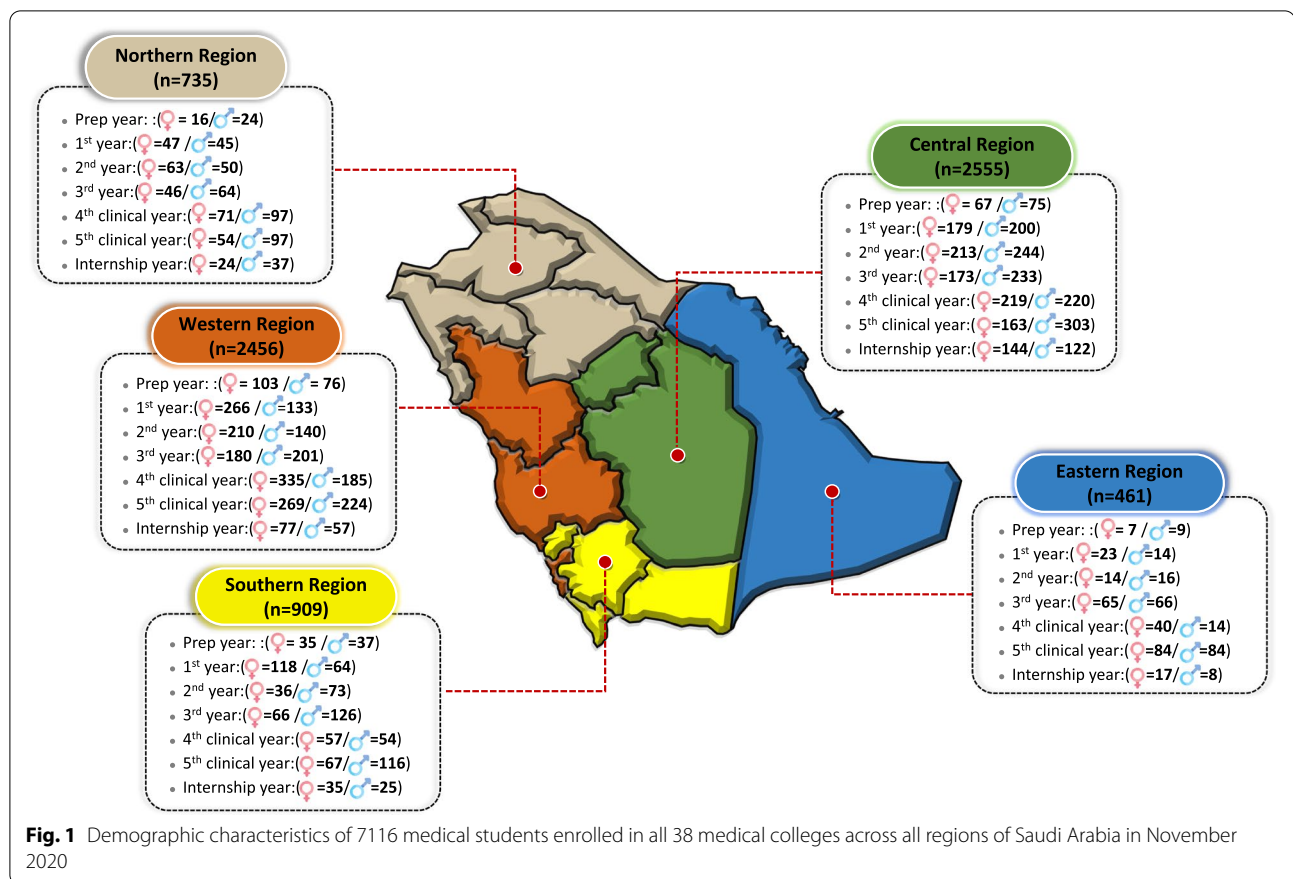 Northern Region
(n=735)
Prep year: :(♀= 16/♂=24)
1st year:(♀=47 /♂=45)
2nd year:(♀=63/♂=50)
3rd year:(♀=46/♂=64)
4th clinical year:(♀=71/♂=97)
5th clinical year:(♀=54/♂=97)
Internship year:(♀=24/♂=37)
Central Region
(n=2555)
Prep year: :(♀= 67 /♂=75)
1st year:(♀=179 /♂=200)
2nd year:(♀=213/♂=244)
3rd year:(♀=173/♂=233)
4th clinical year:(♀=219/♂=220)
5th clinical year:(♀=163/♂=303)
Internship year:(♀=144/♂=122)
Western Region
(n=2456)
Prep year: :(♀= 103 /♂= 76)
1st year:(♀=266 /♂=133)
2nd year:(♀=210 /♂=140)
3rd year:(♀=180 /♂=201)
4th clinical year:(♀=335/♂=185)
5th clinical year:(♀=269/♂=224)
Internship year:(♀=77/♂=57)
Eastern Region
(n=461)
Prep year: :(♀= 7 /♂=9)
1st year:(♀=23 /♂=14)
2nd year:(♀=14/♂=16)
3rd year:(♀=65/♂=66)
4th clinical year:(♀=40/♂=14)
5th clinical year:(♀=84/♂=84)
Internship year:(♀=17/♂=8)
Southern Region
(n=909)
Prep year: :(♀= 35 /♂=37)
1st year:(♀=118 /♂=64)
2nd year:(♀=36/♂=73)
3rd year:(♀=66 /♂=126)
4th clinical year:(♀=57/♂=54)
5th clinical year:(♀=67/♂=116)
Internship year:(♀=35/♂=25)
Fig. 1 Demographic characteristics of 7116 medical students enrolled in all 38 medical colleges across all regions of Saudi Arabia in November
2020